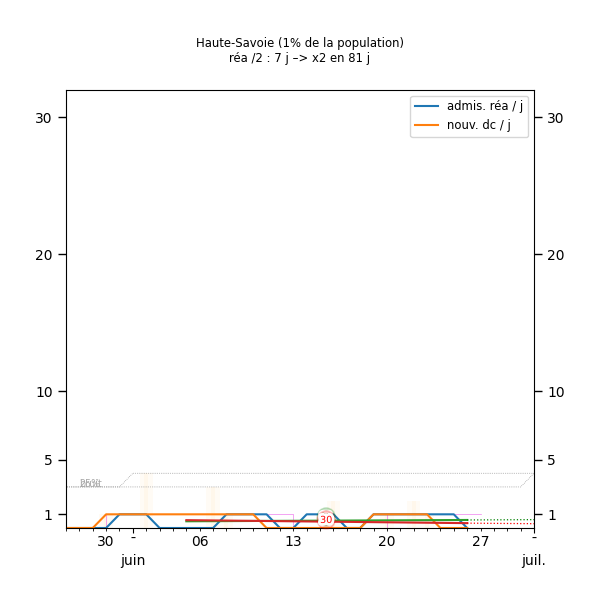 Haute-Savoie (1% de la population)
réa /2 : 7 j –> x2 en 81 j
admis. réa / j
nouv. dc / j
30 30
20 20
10 10
5 5
1 1
30
30 - 06 13 20 27 -
juin juil.